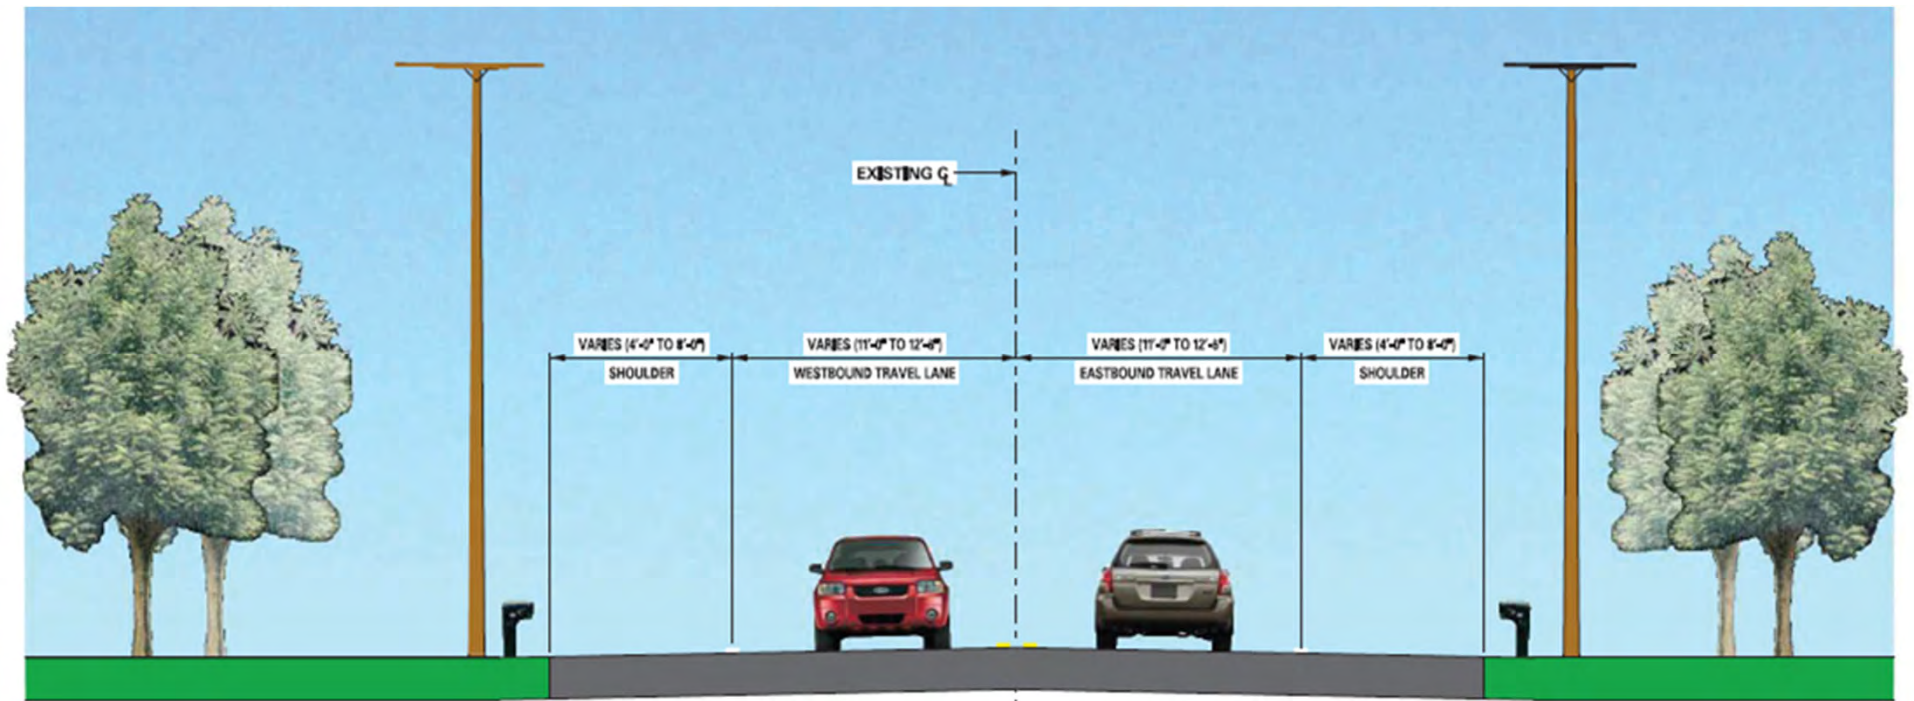 EXISTING ℄
VARIES (4'-0" TO 8'-0")
SHOULDER
VARIES (11'-0" TO 12'-6")
WESTBOUND TRAVEL LANE
VARIES (11'-0" TO 12'-6")
EASTBOUND TRAVEL LANE
VARIES (4'-0" TO 8'-0")
SHOULDER